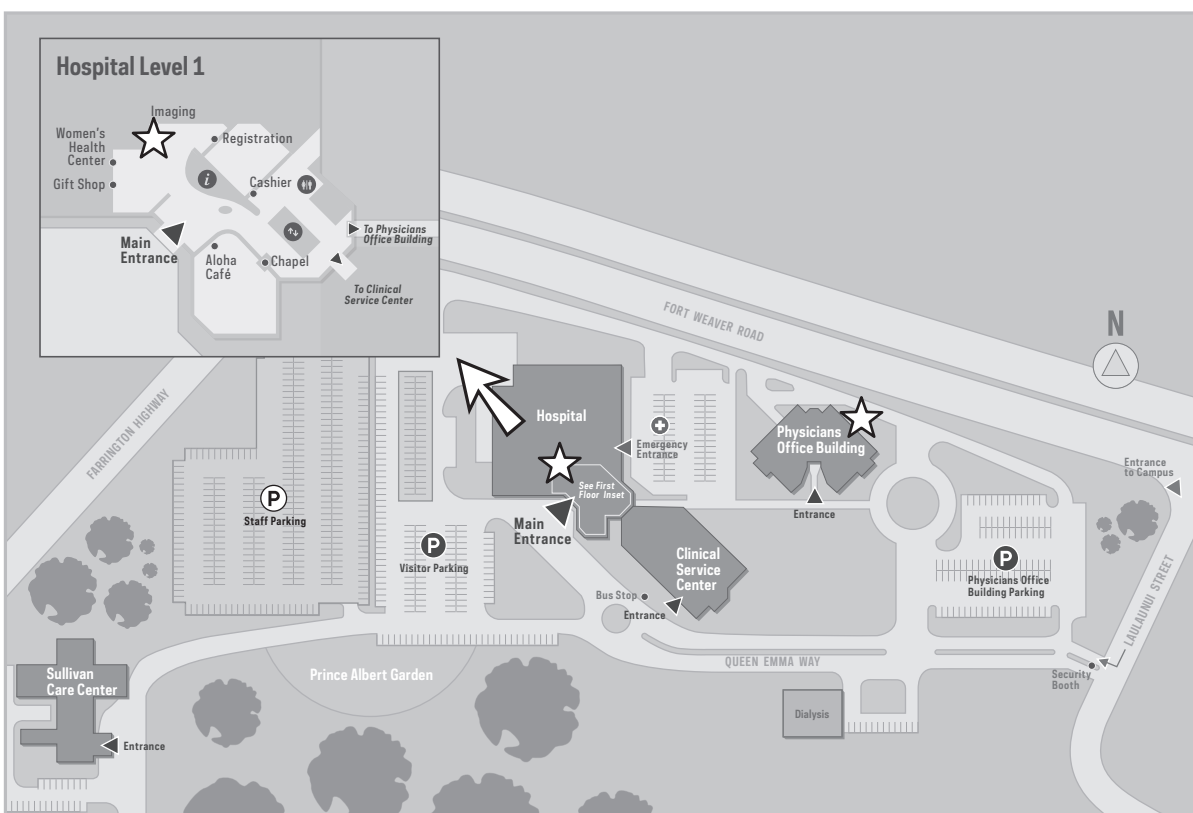 Hospital Level 1
Imaging
Women's
Health
Center
Registration
Gift Shop
i
Cashier
Main
Entrance
To Physicians
Office Building
Aloha
Café
Chapel
To Clinical
Service Center
FORT WEAVER ROAD
N
FARRINGTON HIGHWAY
Hospital
Emergency
Entrance
Physicians
Office Building
Entrance
to Campus
See First
Floor Inset
P
Staff Parking
Main
Entrance
Entrance
P
Visitor Parking
Clinical
Service
Center
P
Physicians Office
Building Parking
Bus Stop
Entrance
LAULAUNUI STREET
QUEEN EMMA WAY
Security
Booth
Sullivan
Care Center
Prince Albert Garden
Dialysis
Entrance